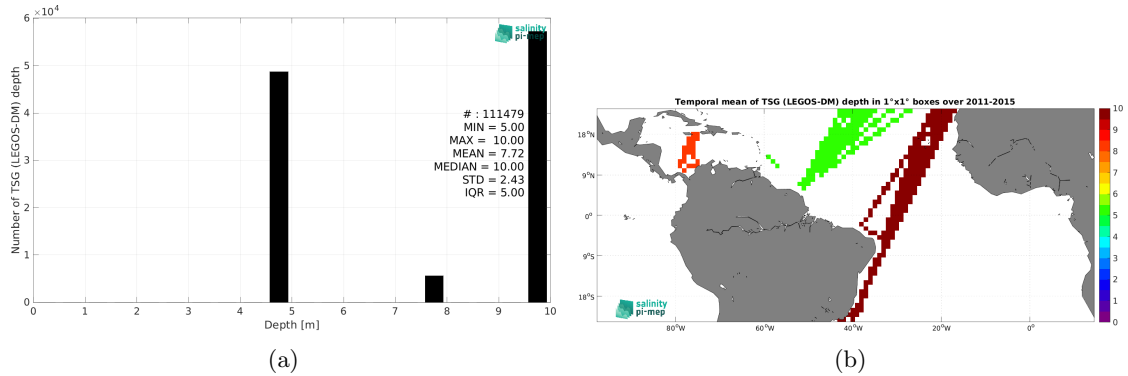 6
5
4
3
2
1
0
×10⁴
Number of TSG (LEGOS-DM) depth
salinity
pi-mep
# : 111479
MIN = 5.00
MAX = 10.00
MEAN = 7.72
MEDIAN = 10.00
STD = 2.43
IQR = 5.00
0 1 2 3 4 5 6 7 8 9 10
Depth [m]
(a)
Temporal mean of TSG (LEGOS-DM) depth in 1°x1° boxes over 2011-2015
18°N
9°N
0°
9°S
18°S
80°W 60°W 40°W 20°W 0°
10
9
8
7
6
5
4
3
2
1
0
salinity
pi-mep
(b)